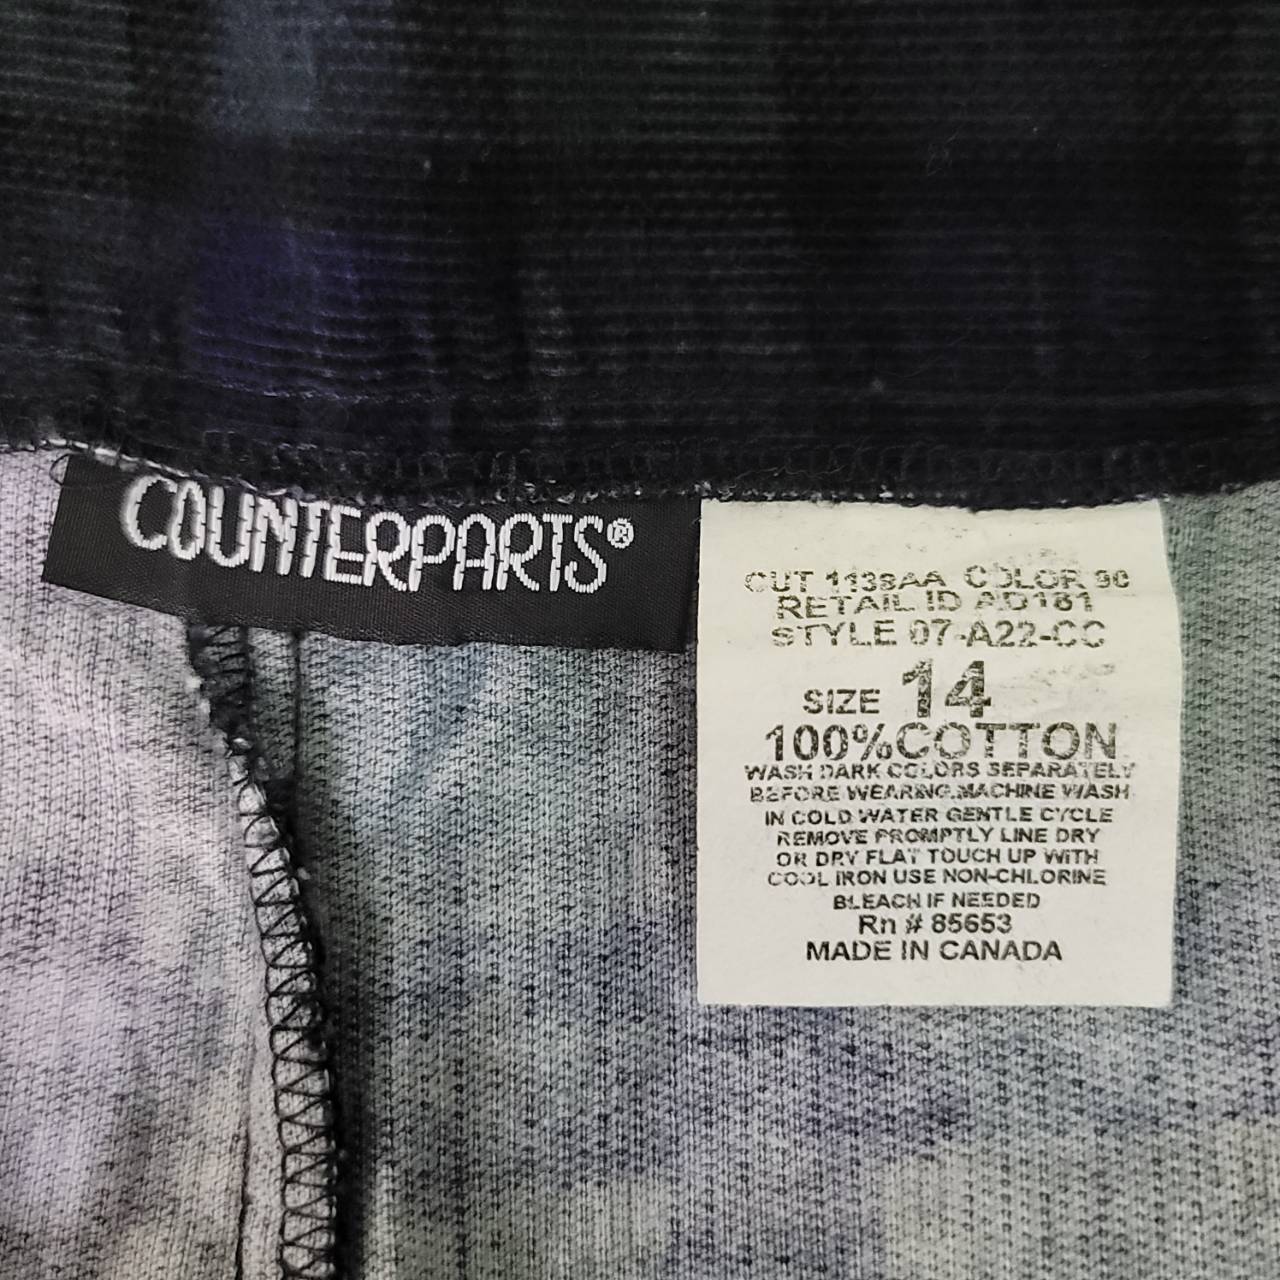 COUNTERPARTS®
CUT 1138AA COLOR 90
RETAIL ID AD181
STYLE 07-A22-CC
SIZE 14
100%COTTON
WASH DARK COLORS SEPARATELY
BEFORE WEARING.MACHINE WASH
IN COLD WATER GENTLE CYCLE
REMOVE PROMPTLY LINE DRY
OR DRY FLAT TOUCH UP WITH
COOL IRON USE NON-CHLORINE
BLEACH IF NEEDED
Rn # 85653
MADE IN CANADA